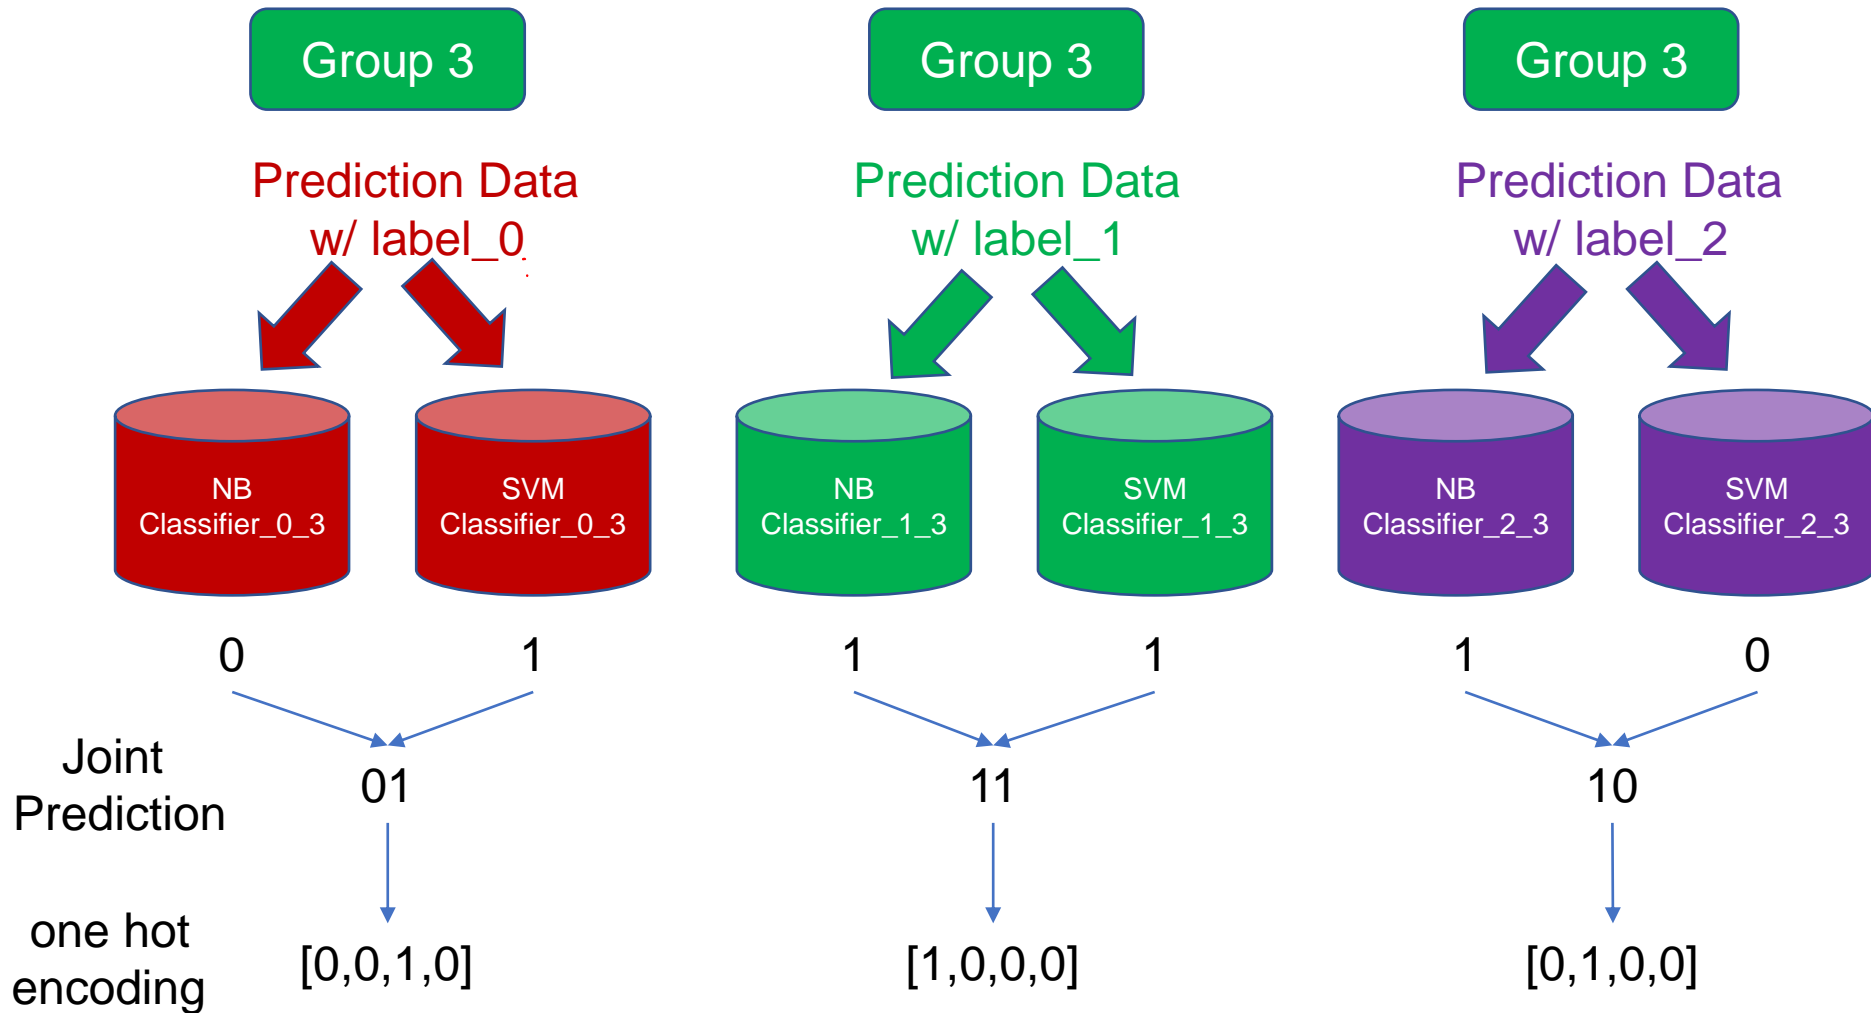 Group 3
Group 3
Group 3
Prediction Data
w/ label_0
Prediction Data
w/ label_1
Prediction Data
w/ label_2
NB
Classifier_0_3
SVM
Classifier_0_3
NB
Classifier_1_3
SVM
Classifier_1_3
NB
Classifier_2_3
SVM
Classifier_2_3
0
1
1
1
1
0
Joint
Prediction
01
11
10
one hot
encoding
[0,0,1,0]
[1,0,0,0]
[0,1,0,0]